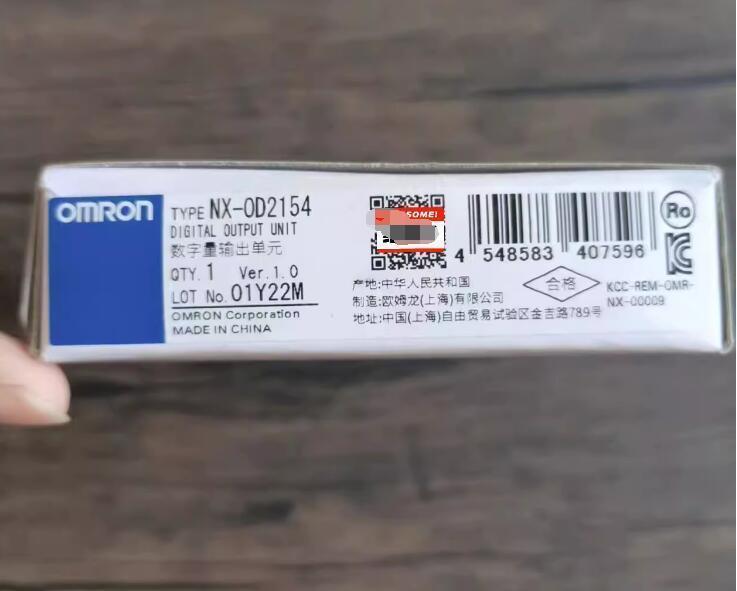 OMRON
TYPE NX-OD2154
DIGITAL OUTPUT UNIT
数字量输出单元
QTY. 1 Ver.1.0
LOT No. 01Y22M
OMRON Corporation
MADE IN CHINA
SOMEI
4 548583 407596
产地:中华人民共和国
制造:欧姆龙(上海)有限公司
地址:中国(上海)自由贸易试验区金吉路789号
合格
KCC-REM-OMR-
NX-00009
Ro